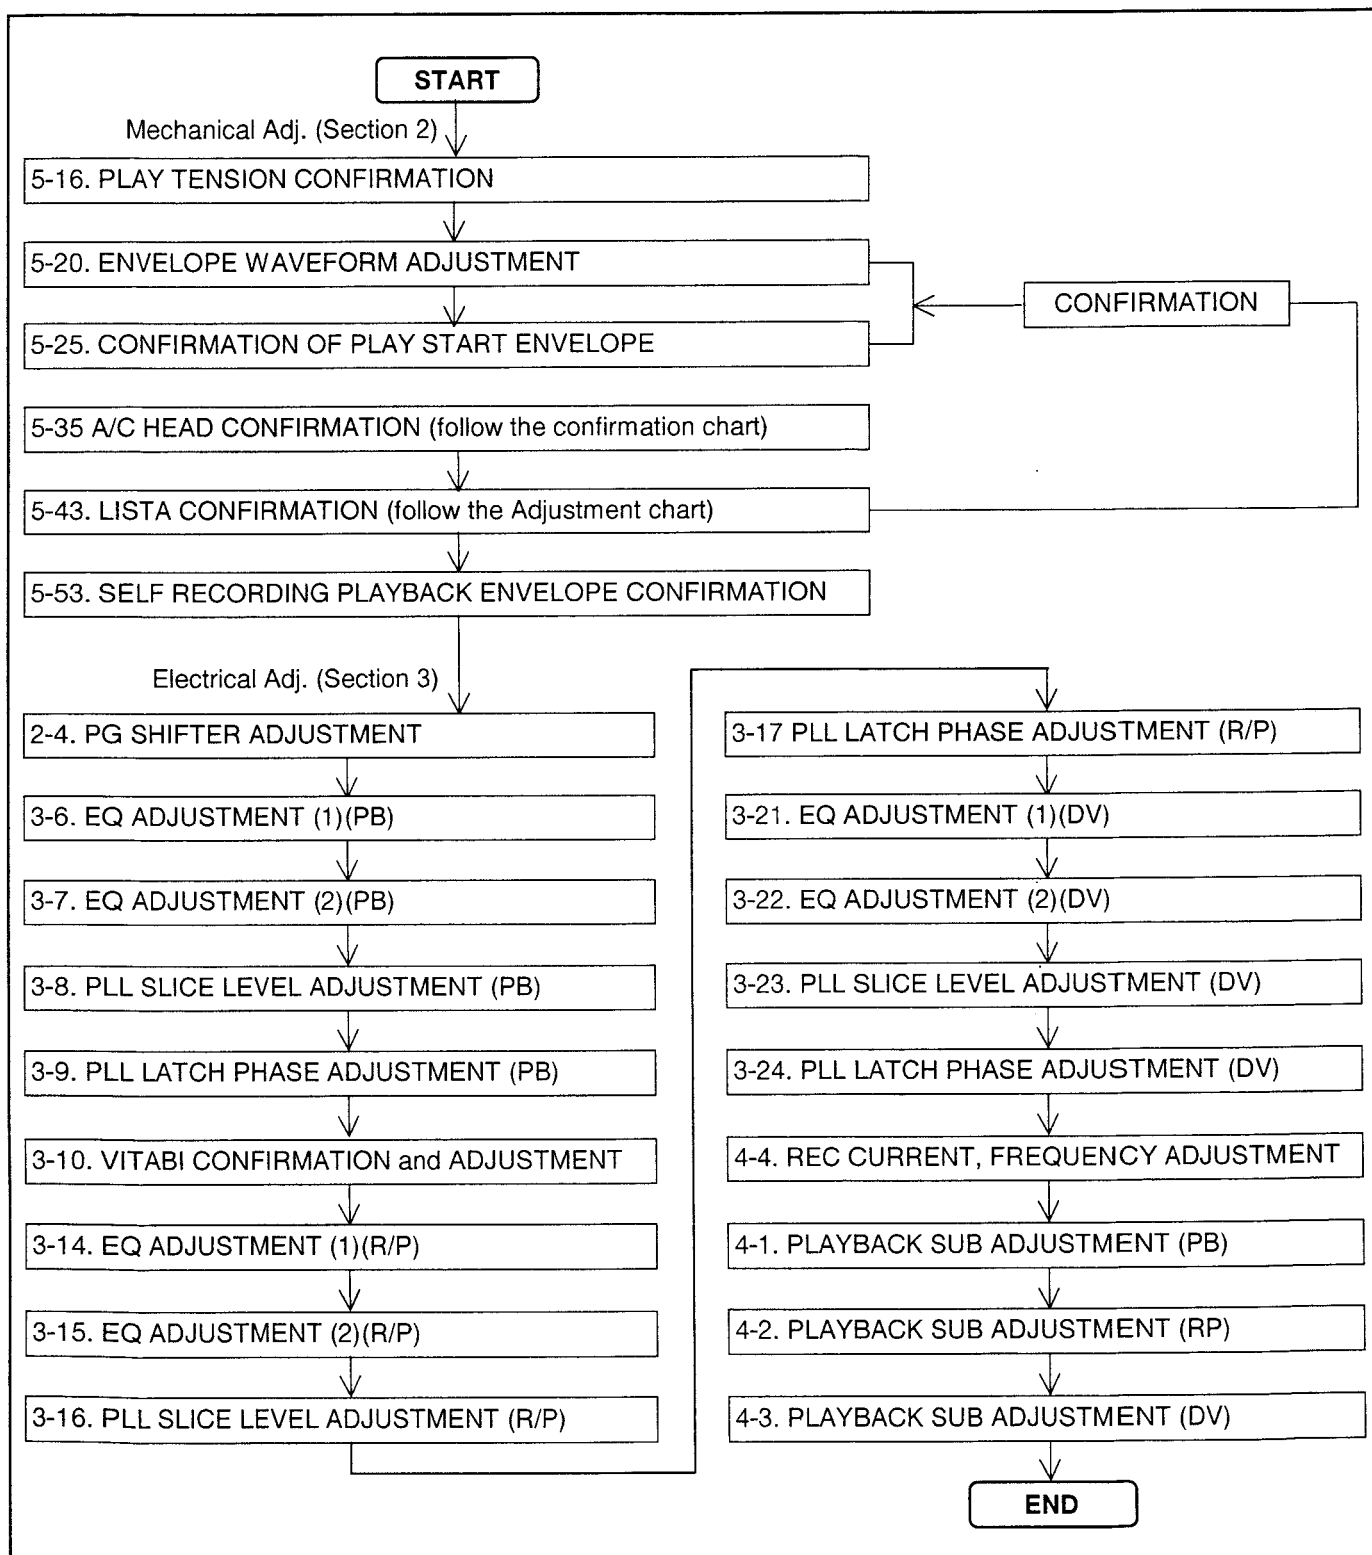 START
Mechanical Adj. (Section 2)
5-16. PLAY TENSION CONFIRMATION
5-20. ENVELOPE WAVEFORM ADJUSTMENT
CONFIRMATION
5-25. CONFIRMATION OF PLAY START ENVELOPE
5-35 A/C HEAD CONFIRMATION (follow the confirmation chart)
5-43. LISTA CONFIRMATION (follow the Adjustment chart)
5-53. SELF RECORDING PLAYBACK ENVELOPE CONFIRMATION
Electrical Adj. (Section 3)
2-4. PG SHIFTER ADJUSTMENT
3-6. EQ ADJUSTMENT (1)(PB)
3-7. EQ ADJUSTMENT (2)(PB)
3-8. PLL SLICE LEVEL ADJUSTMENT (PB)
3-9. PLL LATCH PHASE ADJUSTMENT (PB)
3-10. VITABI CONFIRMATION and ADJUSTMENT
3-14. EQ ADJUSTMENT (1)(R/P)
3-15. EQ ADJUSTMENT (2)(R/P)
3-16. PLL SLICE LEVEL ADJUSTMENT (R/P)
3-17 PLL LATCH PHASE ADJUSTMENT (R/P)
3-21. EQ ADJUSTMENT (1)(DV)
3-22. EQ ADJUSTMENT (2)(DV)
3-23. PLL SLICE LEVEL ADJUSTMENT (DV)
3-24. PLL LATCH PHASE ADJUSTMENT (DV)
4-4. REC CURRENT, FREQUENCY ADJUSTMENT
4-1. PLAYBACK SUB ADJUSTMENT (PB)
4-2. PLAYBACK SUB ADJUSTMENT (RP)
4-3. PLAYBACK SUB ADJUSTMENT (DV)
END